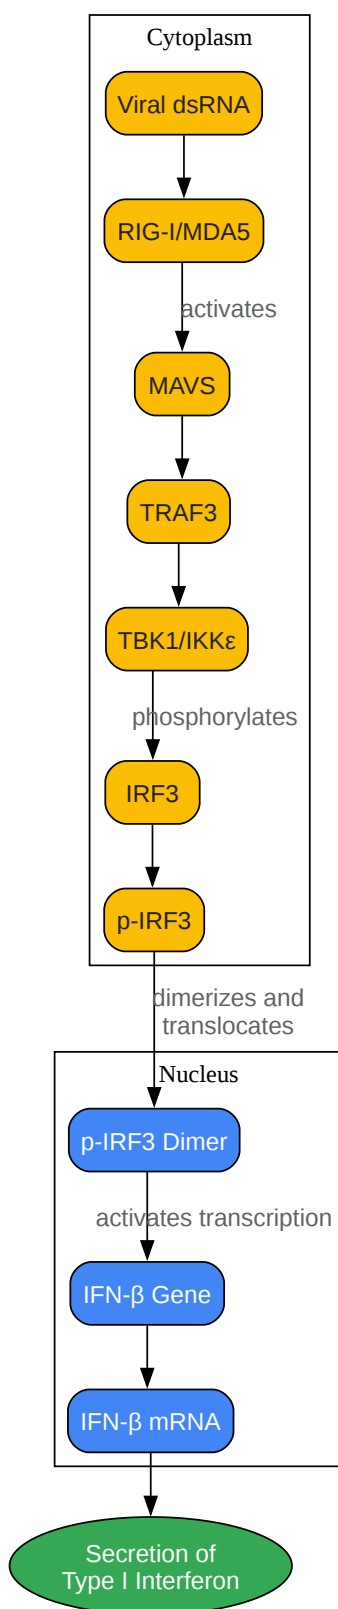 Cytoplasm
Viral dsRNA
RIG-I/MDA5
activates
MAVS
TRAF3
TBK1/IKKε
phosphorylates
IRF3
p-IRF3
dimerizes and
translocates
Nucleus
p-IRF3 Dimer
activates transcription
IFN-β Gene
IFN-β mRNA
Secretion of
Type I Interferon